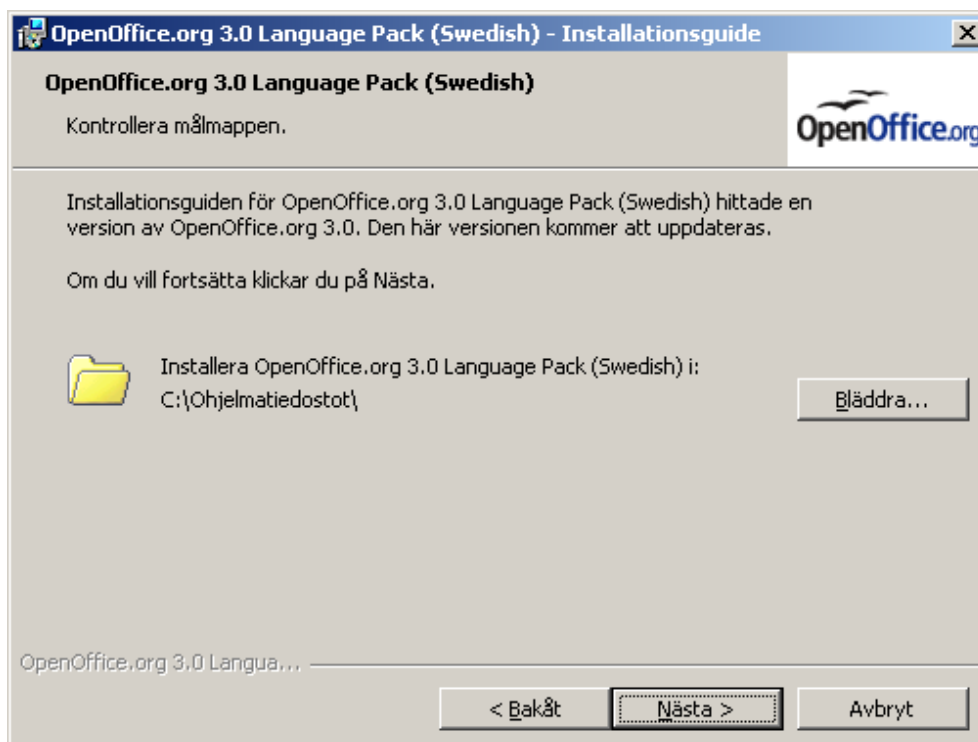 OpenOffice.org 3.0 Language Pack (Swedish) - Installationsguide
OpenOffice.org 3.0 Language Pack (Swedish)
Kontrollera målmappen.
OpenOffice.org
Installationsguiden för OpenOffice.org 3.0 Language Pack (Swedish) hittade en
version av OpenOffice.org 3.0. Den här versionen kommer att uppdateras.
Om du vill fortsätta klickar du på Nästa.
Installera OpenOffice.org 3.0 Language Pack (Swedish) i:
C:\Ohjelmatiedostot\
Bläddra...
OpenOffice.org 3.0 Langua...
< Bakåt
Nästa >
Avbryt